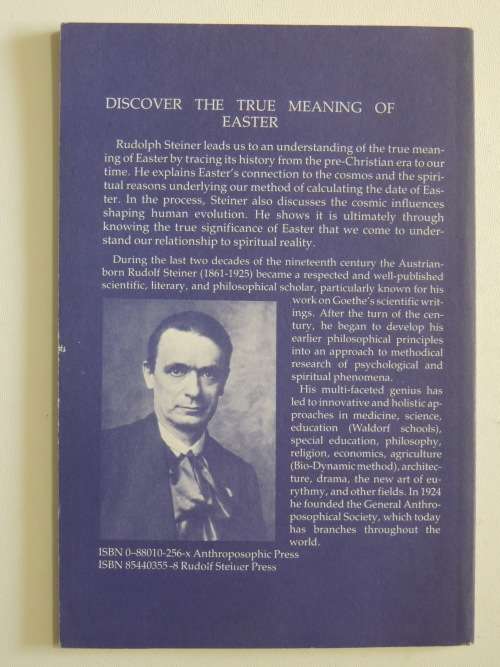 DISCOVER THE TRUE MEANING OF
EASTER
Rudolph Steiner leads us to an understanding of the true mean-
ing of Easter by tracing its history from the pre-Christian era to our
time. He explains Easter's connection to the cosmos and the spiri-
tual reasons underlying our method of calculating the date of Eas-
ter. In the process, Steiner also discusses the cosmic influences
shaping human evolution. He shows it is ultimately through
knowing the true significance of Easter that we come to under-
stand our relationship to spiritual reality.
During the last two decades of the nineteenth century the Austrian-
born Rudolf Steiner (1861-1925) became a respected and well-published
scientific, literary, and philosophical scholar, particularly known for his
work on Goethe's scientific writ-
ings. After the turn of the cen-
tury, he began to develop his
earlier philosophical principles
into an approach to methodical
research of psychological and
spiritual phenomena.
His multi-faceted genius has
led to innovative and holistic ap-
proaches in medicine, science,
education (Waldorf schools),
special education, philosophy,
religion, economics, agriculture
(Bio-Dynamic method), architec-
ture, drama, the new art of eu-
rythmy, and other fields. In 1924
he founded the General Anthro-
posophical Society, which today
has branches throughout the
world.
ISBN 0-88010-256-x Anthroposophic Press
ISBN 85440355-8 Rudolf Steiner Press